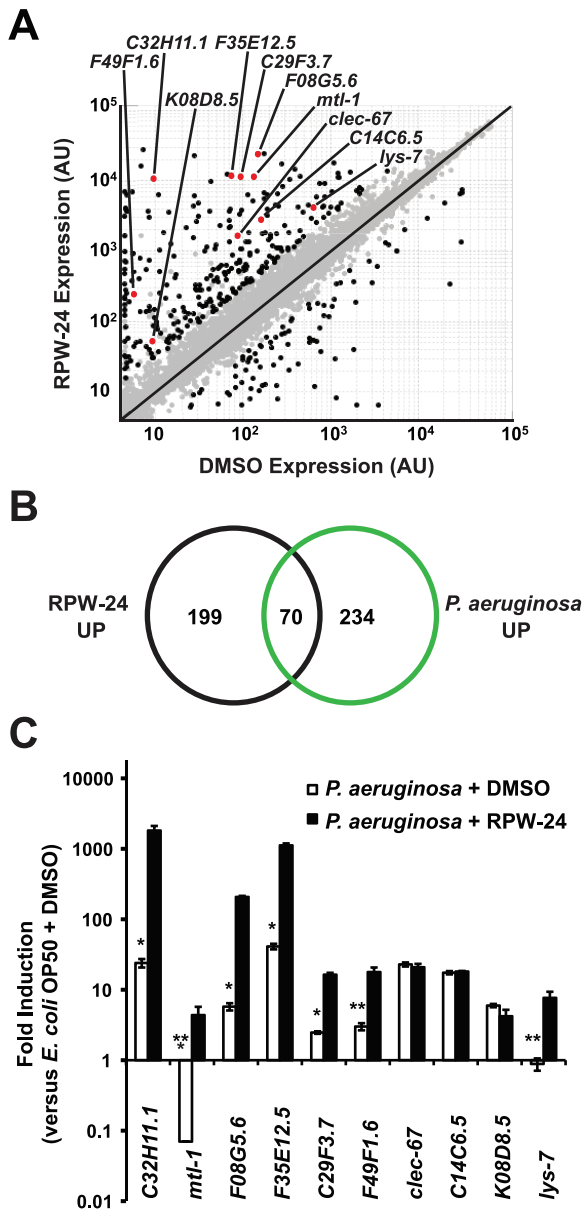 A
C32H11.1
F35E12.5
F49F1.6
C29F3.7
K08D8.5
F08G5.6
mtl-1
clec-67
C14C6.5
lys-7
10⁵
10⁴
10³
10²
10
RPW-24 Expression (AU)
10 10² 10³ 10⁴ 10⁵
DMSO Expression (AU)
B
RPW-24
UP
199 70 234
P. aeruginosa
UP
C
P. aeruginosa + DMSO
P. aeruginosa + RPW-24
Fold Induction
(versus E. coli OP50 + DMSO)
10000
1000
100
10
1
0.1
0.01
*
**
*
*
*
*
**
**
C32H11.1
mtl-1
F08G5.6
F35E12.5
C29F3.7
F49F1.6
clec-67
C14C6.5
K08D8.5
lys-7